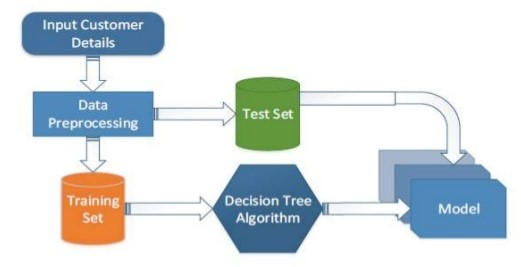 Input Customer
Details
Data
Preprocessing
Test Set
Training
Set
Decision Tree
Algorithm
Model